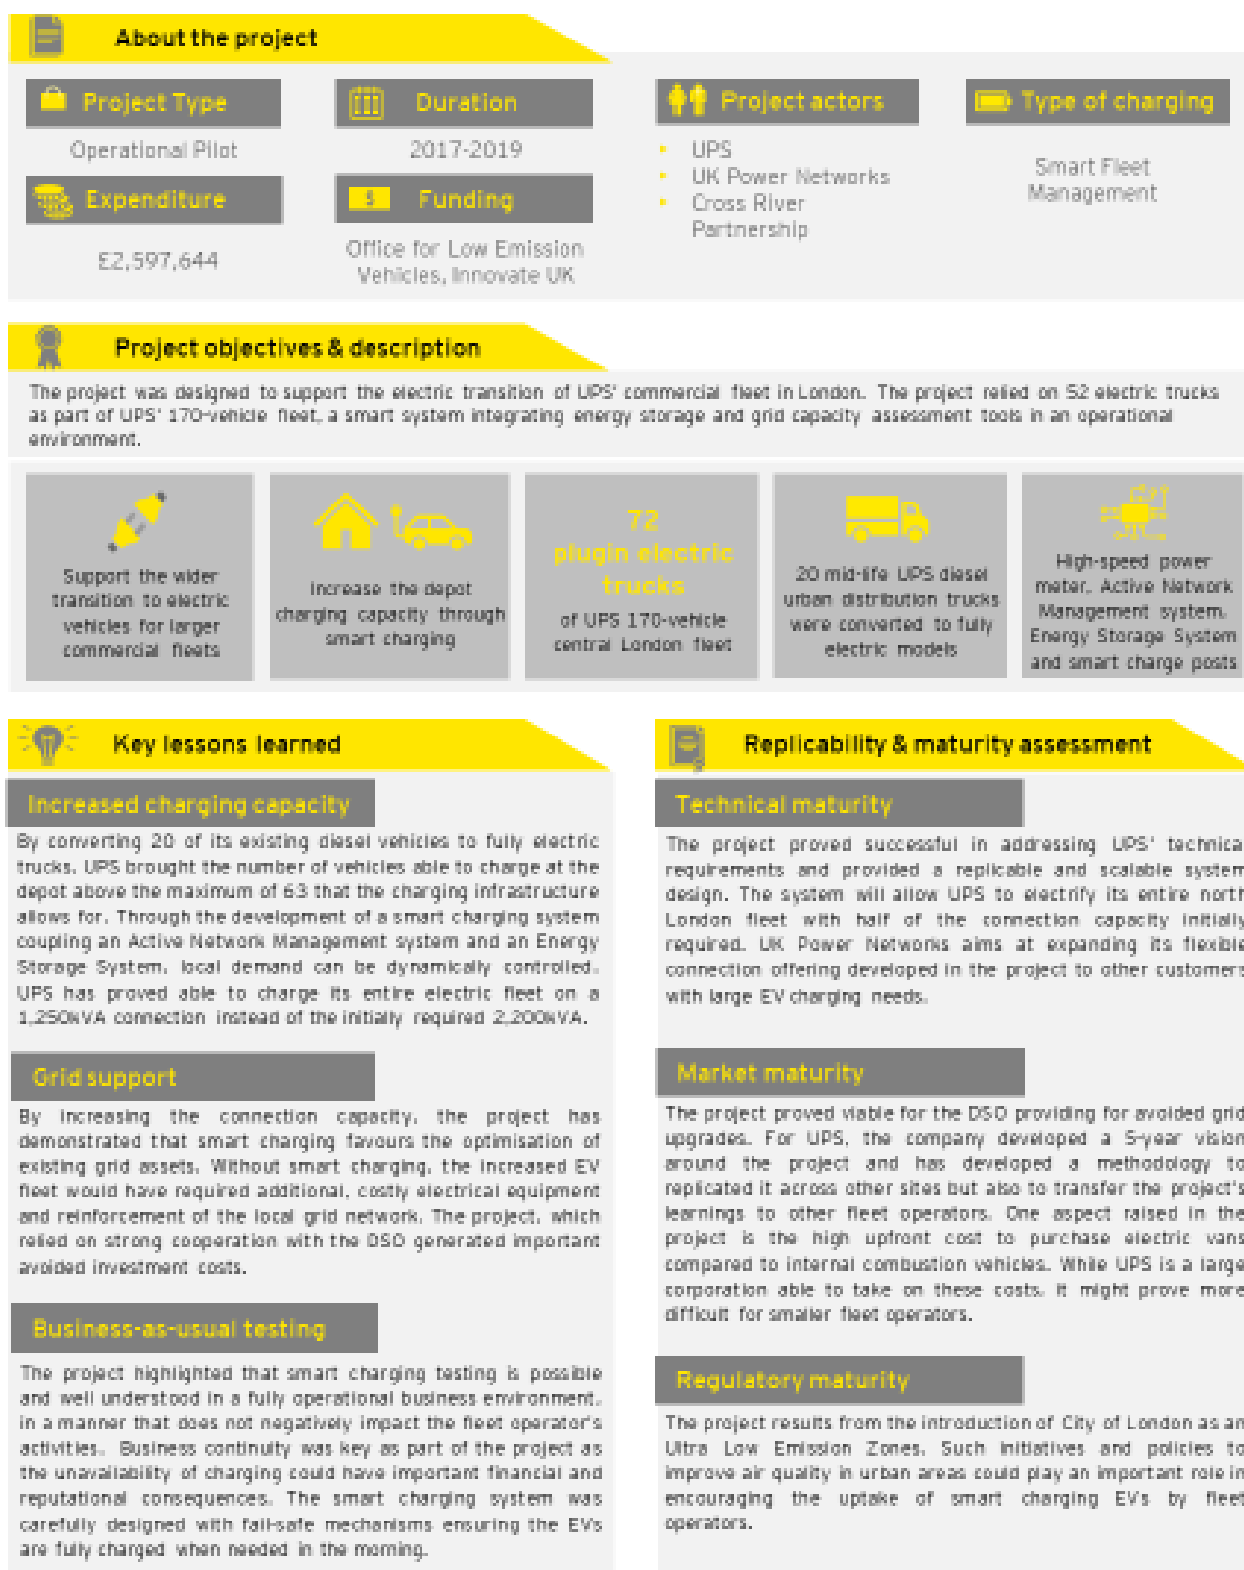 About the project
Project Type
Operational Pilot
Expenditure
£2,597,644
Duration
2017-2019
$
Funding
Office for Low Emission
Vehicles, Innovate UK
Project actors
• UPS
• UK Power Networks
• Cross River
Partnership
Type of charging
Smart Fleet
Management
Project objectives & description
The project was designed to support the electric transition of UPS' commercial fleet in London. The project relied on 52 electric trucks
as part of UPS' 170-vehicle fleet, a smart system integrating energy storage and grid capacity assessment tools in an operational
environment.
Support the wider
transition to electric
vehicles for larger
commercial fleets
Increase the depot
charging capacity through
smart charging
72
plugin electric
trucks
of UPS 170-vehicle
central London fleet
20 mid-life UPS diesel
urban distribution trucks
were converted to fully
electric models
High-speed power
meter, Active Network
Management system,
Energy Storage System
and smart charge posts
Key lessons learned
Increased charging capacity
By converting 20 of its existing diesel vehicles to fully electric
trucks, UPS brought the number of vehicles able to charge at the
depot above the maximum of 63 that the charging infrastructure
allows for. Through the development of a smart charging system
coupling an Active Network Management system and an Energy
Storage System, local demand can be dynamically controlled.
UPS has proved able to charge its entire electric fleet on a
1,250kVA connection instead of the initially required 2,200kVA.
Grid support
By increasing the connection capacity, the project has
demonstrated that smart charging favours the optimisation of
existing grid assets. Without smart charging, the increased EV
fleet would have required additional, costly electrical equipment
and reinforcement of the local grid network. The project, which
relied on strong cooperation with the DSO generated important
avoided investment costs.
Business-as-usual testing
The project highlighted that smart charging testing is possible
and well understood in a fully operational business environment,
in a manner that does not negatively impact the fleet operator's
activities. Business continuity was key as part of the project as
the unavailability of charging could have important financial and
reputational consequences. The smart charging system was
carefully designed with fail-safe mechanisms ensuring the EVs
are fully charged when needed in the morning.
Replicability & maturity assessment
Technical maturity
The project proved successful in addressing UPS' technical
requirements and provided a replicable and scalable system
design. The system will allow UPS to electrify its entire north
London fleet with half of the connection capacity initially
required. UK Power Networks aims at expanding its flexible
connection offering developed in the project to other customers
with large EV charging needs.
Market maturity
The project proved viable for the DSO providing for avoided grid
upgrades. For UPS, the company developed a 5-year vision
around the project and has developed a methodology to
replicated it across other sites but also to transfer the project's
learnings to other fleet operators. One aspect raised in the
project is the high upfront cost to purchase electric vans
compared to internal combustion vehicles. While UPS is a large
corporation able to take on these costs, it might prove more
difficult for smaller fleet operators.
Regulatory maturity
The project results from the introduction of City of London as an
Ultra Low Emission Zones. Such initiatives and policies to
improve air quality in urban areas could play an important role in
encouraging the uptake of smart charging EVs by fleet
operators.